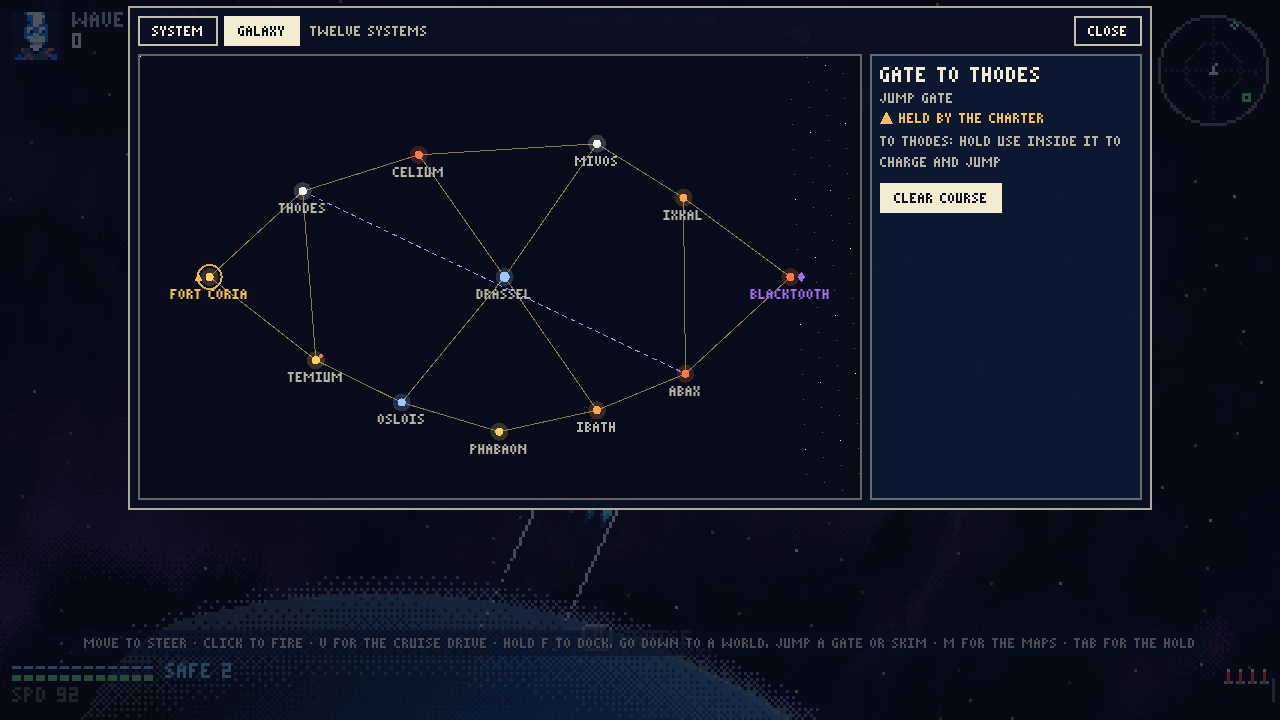 WAVE
0
SYSTEM
GALAXY
TWELVE SYSTEMS
CLOSE
GATE TO THODES
JUMP GATE
HELD BY THE CHARTER
TO THODES: HOLD USE INSIDE IT TO
CHARGE AND JUMP
CLEAR COURSE
MIVOS
CELIUM
THODES
IXKAL
FORT CORIA
DRASSEL
BLACKTOOTH
TEMIUM
ABAX
OSLOIS
IBATH
PHABAON
MOVE TO STEER · CLICK TO FIRE · V FOR THE CRUISE DRIVE · HOLD F TO DOCK, GO DOWN TO A WORLD, JUMP A GATE OR SKIM · M FOR THE MAPS · TAB FOR THE HOLD
SAFE 2
SPD 92